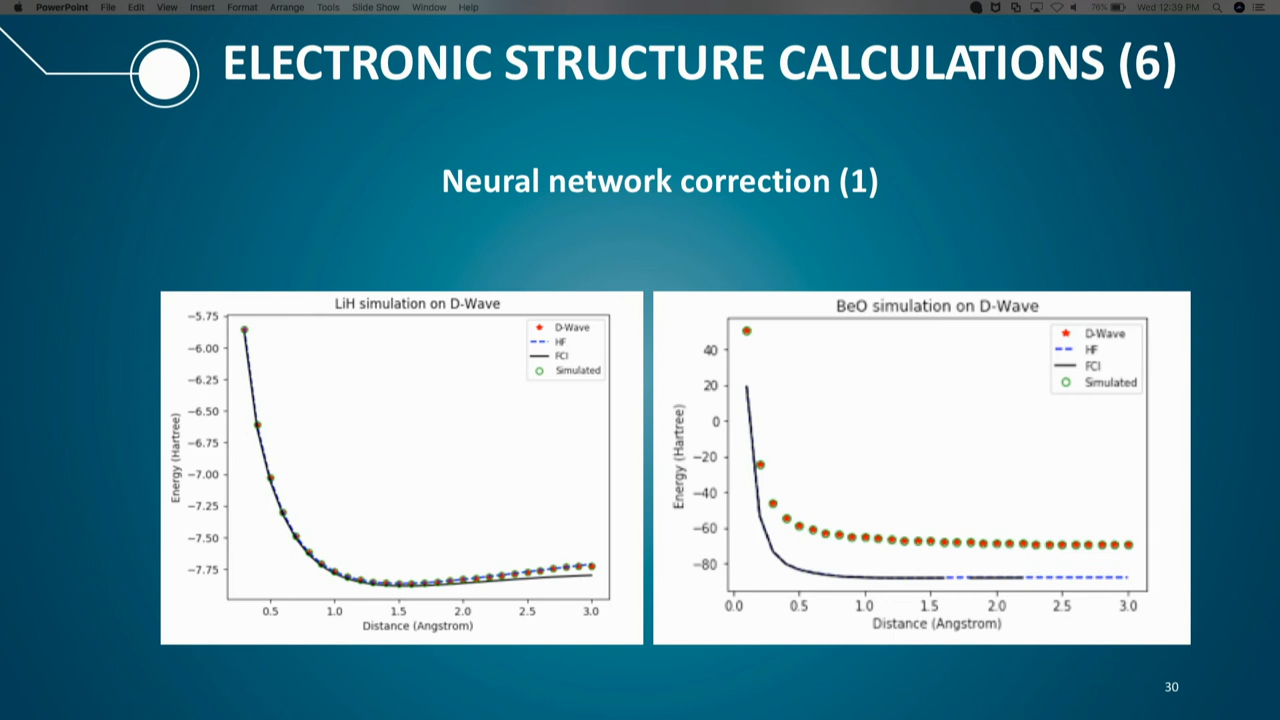 PowerPoint File Edit View Insert Format Arrange Tools Slide Show Window Help 76% Wed 12:39 PM
ELECTRONIC STRUCTURE CALCULATIONS (6)
Neural network correction (1)
LiH simulation on D-Wave
D-Wave
HF
FCI
Simulated
−5.75
−6.00
−6.25
−6.50
−6.75
−7.00
−7.25
−7.50
−7.75
Energy (Hartree)
0.5 1.0 1.5 2.0 2.5 3.0
Distance (Angstrom)
BeO simulation on D-Wave
D-Wave
HF
FCI
Simulated
40
20
0
−20
−40
−60
−80
Energy (Hartree)
0.0 0.5 1.0 1.5 2.0 2.5 3.0
Distance (Angstrom)
30